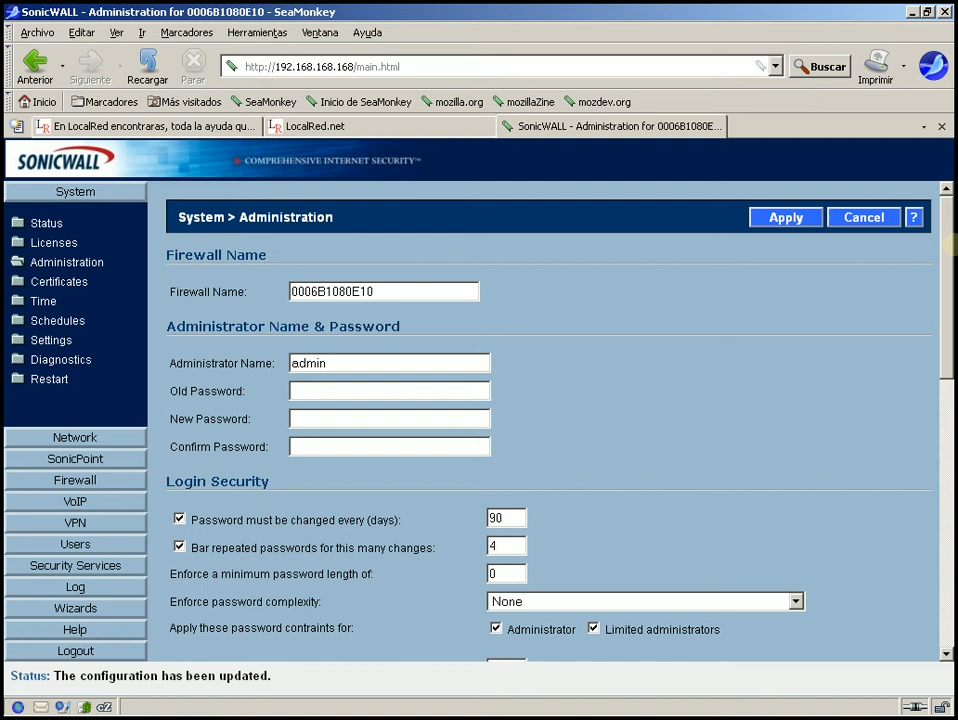 SonicWALL - Administration for 0006B1080E10 - SeaMonkey
Archivo Editar Ver Ir Marcadores Herramientas Ventana Ayuda
http://192.168.168.168/main.html
Buscar
Anterior Siguiente Recargar Parar Imprimir
Inicio Marcadores Más visitados SeaMonkey Inicio de SeaMonkey mozilla.org mozillaZine mozdev.org
En LocalRed encontraras, toda la ayuda qu... LocalRed.net SonicWALL - Administration for 0006B1080E...
SONICWALL COMPREHENSIVE INTERNET SECURITY™
System
Status
Licenses
Administration
Certificates
Time
Schedules
Settings
Diagnostics
Restart
Network
SonicPoint
Firewall
VoIP
VPN
Users
Security Services
Log
Wizards
Help
Logout
System > Administration Apply Cancel ?
Firewall Name
Firewall Name: 0006B1080E10
Administrator Name & Password
Administrator Name: admin
Old Password:
New Password:
Confirm Password:
Login Security
Password must be changed every (days): 90
Bar repeated passwords for this many changes: 4
Enforce a minimum password length of: 0
Enforce password complexity: None
Apply these password contraints for: Administrator Limited administrators
Status: The configuration has been updated.